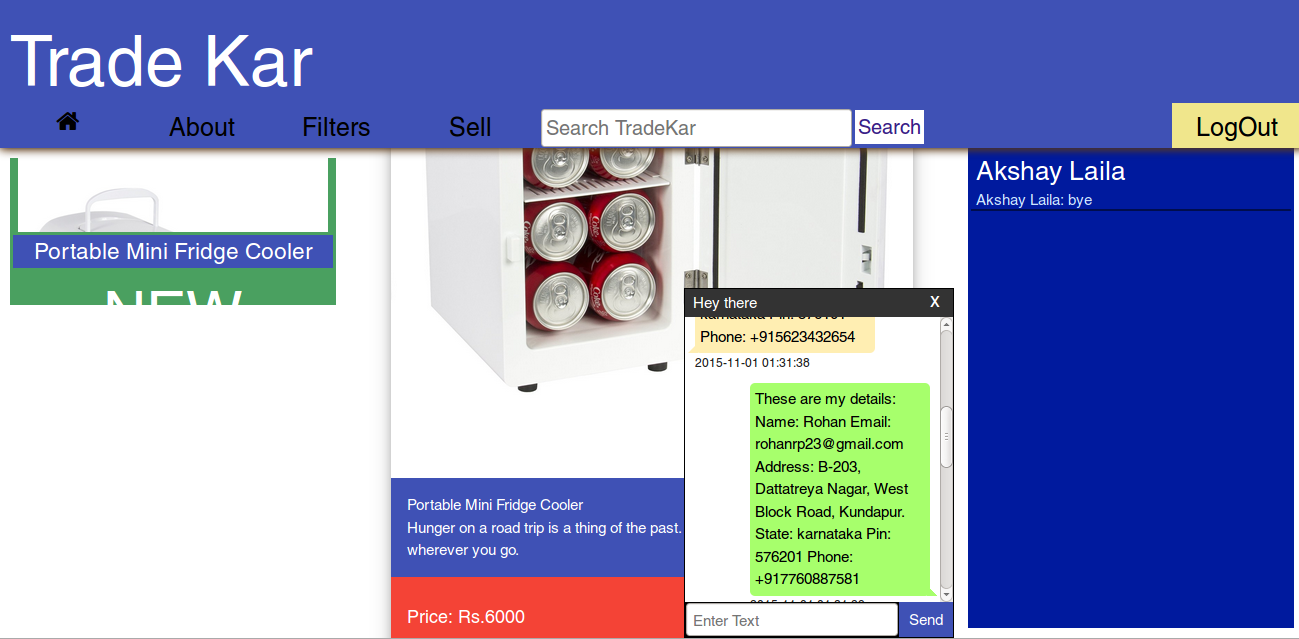 Trade Kar
About Filters Sell Search TradeKar Search LogOut
Portable Mini Fridge Cooler
NEW
Portable Mini Fridge Cooler
Hunger on a road trip is a thing of the past.
wherever you go.
Price: Rs.6000
Hey there X
Phone: +915623432654
2015-11-01 01:31:38
These are my details:
Name: Rohan Email:
rohanrp23@gmail.com
Address: B-203,
Dattatreya Nagar, West
Block Road, Kundapur.
State: karnataka Pin:
576201 Phone:
+917760887581
Enter Text Send
Akshay Laila
Akshay Laila: bye